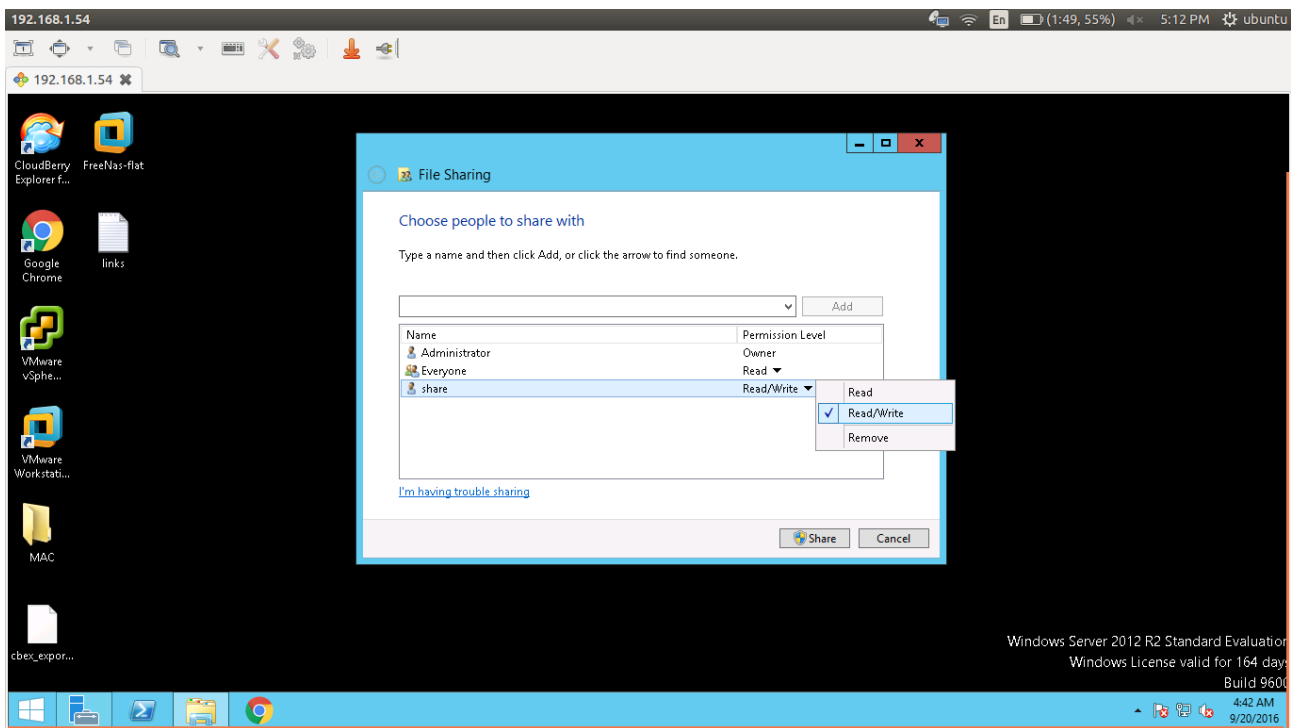 192.168.1.54
En (1:49, 55%) 5:12 PM ubuntu
192.168.1.54
CloudBerry Explorer f...
FreeNas-flat
Google Chrome
links
VMware vSphe...
VMware Workstati...
MAC
cbex_expor...
File Sharing
Choose people to share with
Type a name and then click Add, or click the arrow to find someone.
Add
Name Permission Level
Administrator Owner
Everyone Read
share Read/Write
Read
Read/Write
Remove
I'm having trouble sharing
Share Cancel
Windows Server 2012 R2 Standard Evaluation
Windows License valid for 164 days
Build 9600
4:42 AM
9/20/2016